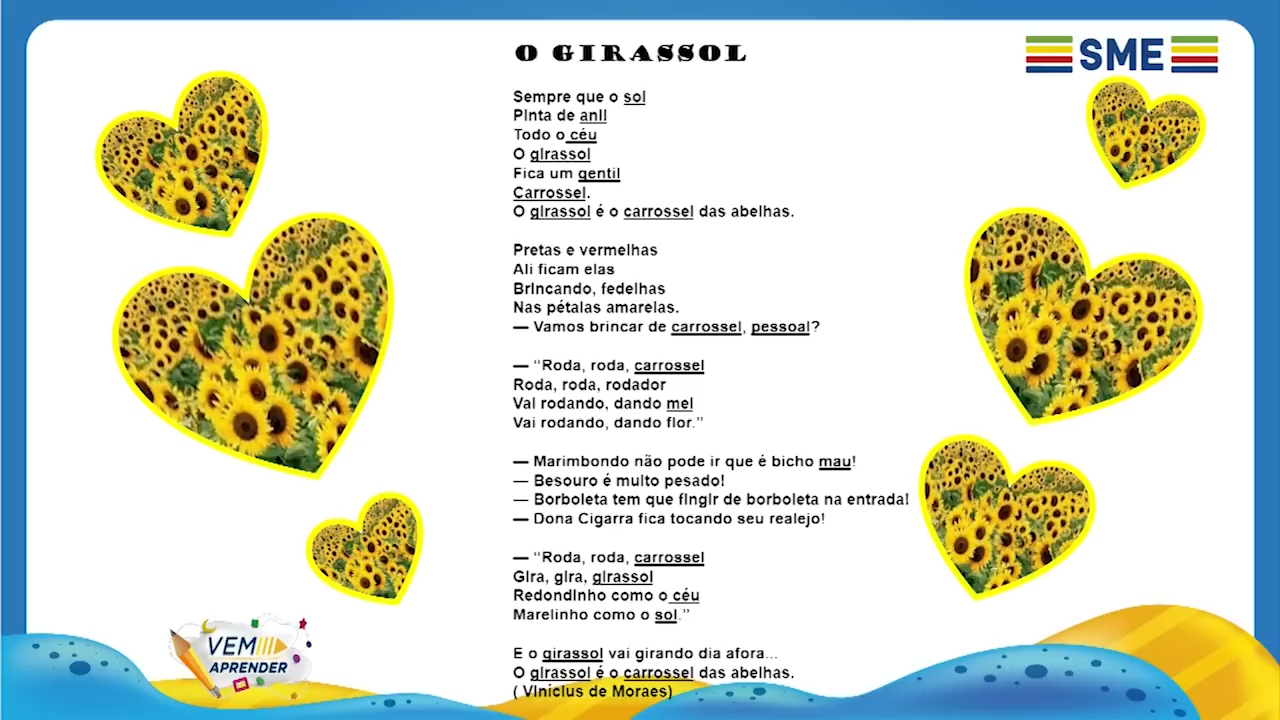 O GIRASSOL
SME
Sempre que o sol
Pinta de anil
Todo o céu
O girassol
Fica um gentil
Carrossel.
O girassol é o carrossel das abelhas.
Pretas e vermelhas
Ali ficam elas
Brincando, fedelhas
Nas pétalas amarelas.
— Vamos brincar de carrossel, pessoal?
— “Roda, roda, carrossel
Roda, roda, rodador
Vai rodando, dando mel
Vai rodando, dando flor.”
— Marimbondo não pode ir que é bicho mau!
— Besouro é muito pesado!
— Borboleta tem que fingir de borboleta na entrada!
— Dona Cigarra fica tocando seu realejo!
— “Roda, roda, carrossel
Gira, gira, girassol
Redondinho como o céu
Marelinho como o sol.”
E o girassol vai girando dia afora...
O girassol é o carrossel das abelhas.
( Vinícius de Moraes)
VEM
APRENDER